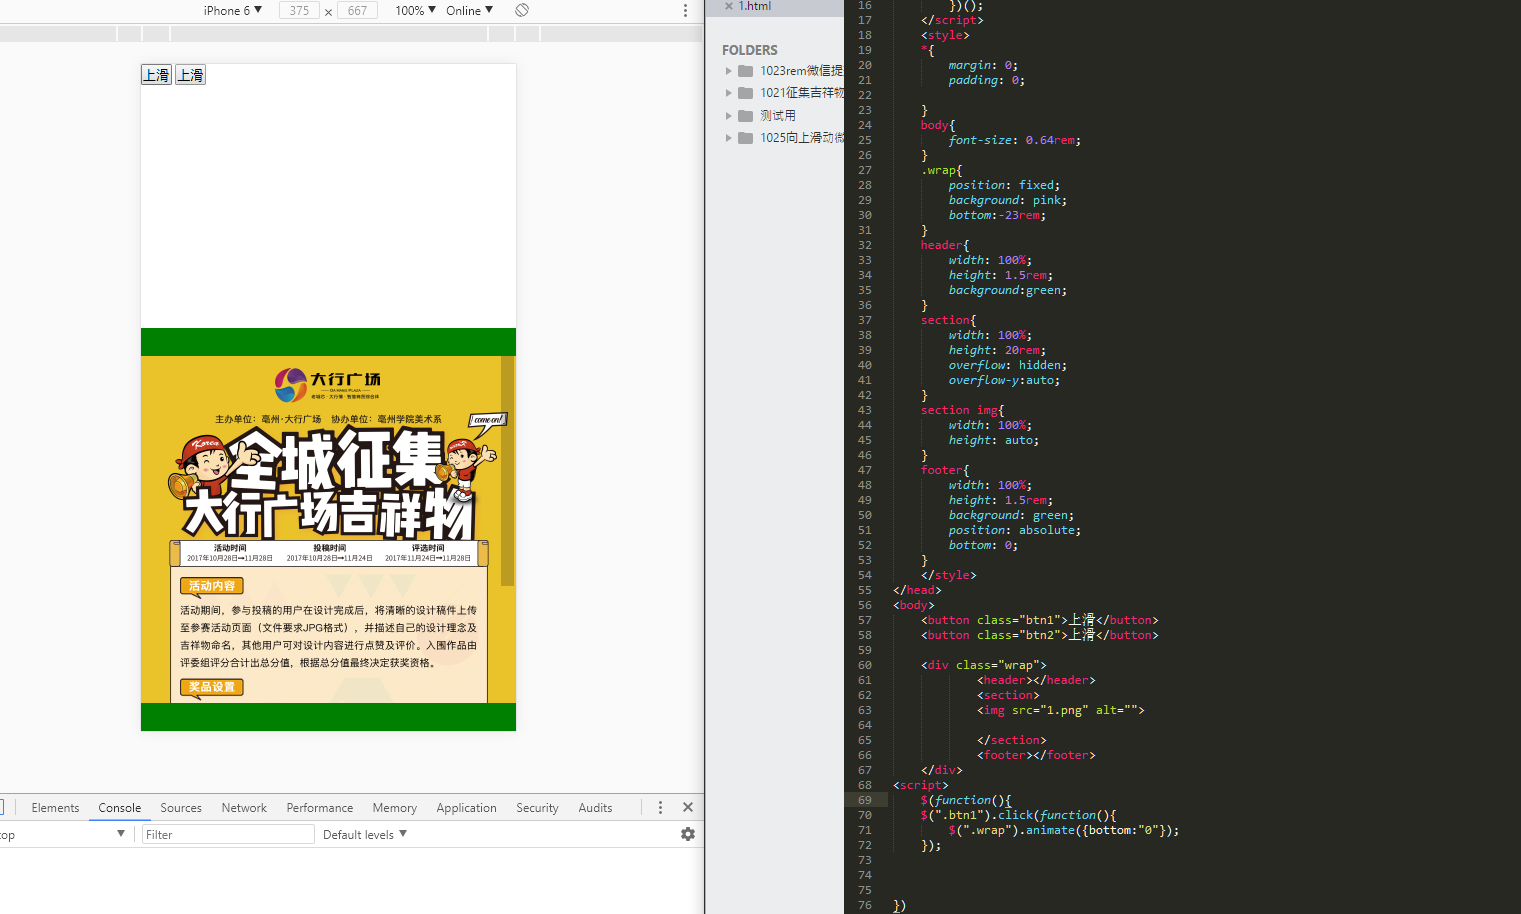 iPhone 6 ▼ 375 × 667 100% ▼ Online ▼
上滑 上滑
大行广场
主办单位：亳州·大行广场 协办单位：亳州学院美术系
come on!
Korea
全城征集
大行广场吉祥物
活动时间 投稿时间 评选时间
2017年10月28日➞11月28日 2017年10月28日➞11月24日 2017年11月24日➞11月28日
活动内容
活动期间，参与投稿的用户在设计完成后，将清晰的设计稿件上传
至参赛活动页面（文件要求JPG格式），并描述自己的设计理念及
吉祥物命名，其他用户可对设计内容进行点赞及评价。入围作品由
评委组评分合计出总分值，根据总分值最终决定获奖资格。
奖品设置
Elements Console Sources Network Performance Memory Application Security Audits
op ▼ Filter Default levels ▼
× 1.html
FOLDERS
1023rem微信提
1021征集吉祥物
测试用
1025向上滑动微
16 })();
17 </script>
18 <style>
19 *{
20 margin: 0;
21 padding: 0;
22
23 }
24 body{
25 font-size: 0.64rem;
26 }
27 .wrap{
28 position: fixed;
29 background: pink;
30 bottom:-23rem;
31 }
32 header{
33 width: 100%;
34 height: 1.5rem;
35 background:green;
36 }
37 section{
38 width: 100%;
39 height: 20rem;
40 overflow: hidden;
41 overflow-y:auto;
42 }
43 section img{
44 width: 100%;
45 height: auto;
46 }
47 footer{
48 width: 100%;
49 height: 1.5rem;
50 background: green;
51 position: absolute;
52 bottom: 0;
53 }
54 </style>
55 </head>
56 <body>
57 <button class="btn1">上滑</button>
58 <button class="btn2">上滑</button>
59
60 <div class="wrap">
61 <header></header>
62 <section>
63 <img src="1.png" alt="">
64
65 </section>
66 <footer></footer>
67 </div>
68 <script>
69 $(function(){
70 $(".btn1").click(function(){
71 $(".wrap").animate({bottom:"0"});
72 });
73
74
75
76 })